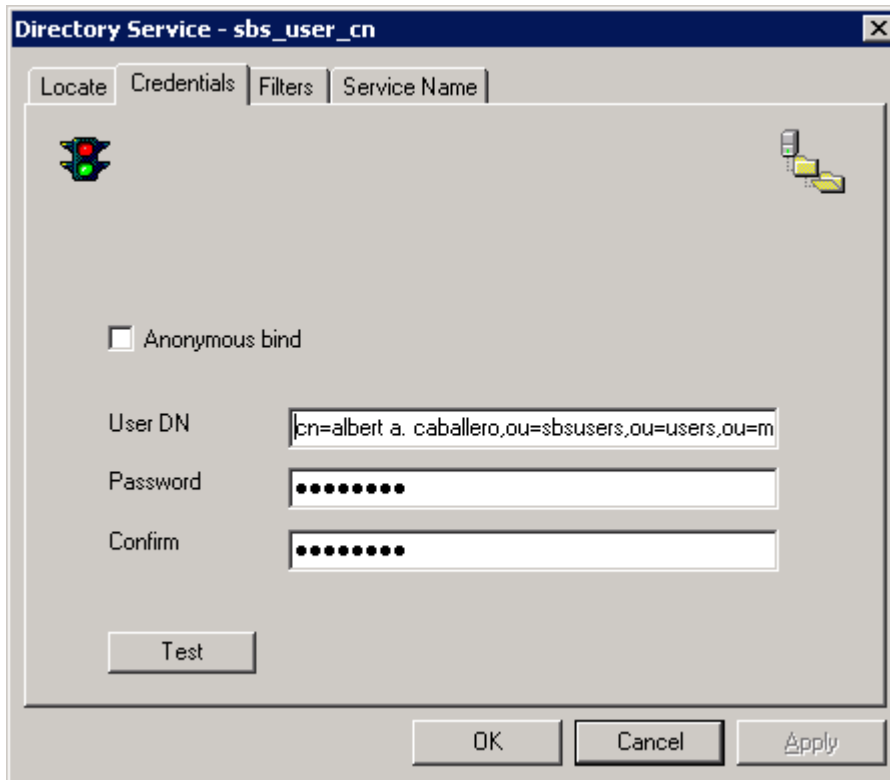 Directory Service - sbs_user_cn
Locate Credentials Filters Service Name
Anonymous bind
User DN cn=albert a. caballero,ou=sbsusers,ou=users,ou=m
Password ●●●●●●●●
Confirm ●●●●●●●●
Test
OK Cancel Apply